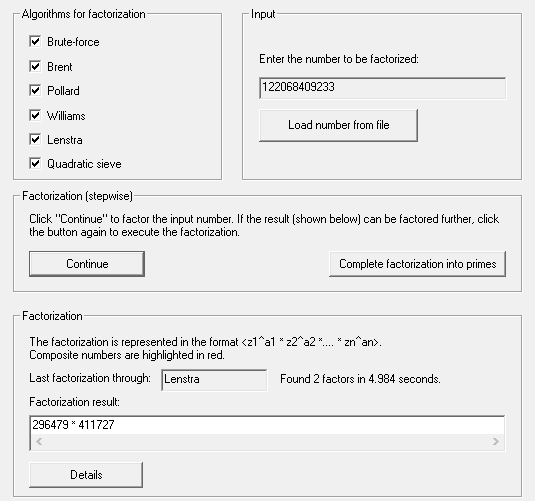 Algorithms for factorization
Brute-force
Brent
Pollard
Williams
Lenstra
Quadratic sieve
Input
Enter the number to be factorized:
122068409233
Load number from file
Factorization (stepwise)
Click "Continue" to factor the input number. If the result (shown below) can be factored further, click
the button again to execute the factorization.
Continue
Complete factorization into primes
Factorization
The factorization is represented in the format <z1^a1 * z2^a2 *.... * zn^an>.
Composite numbers are highlighted in red.
Last factorization through: Lenstra Found 2 factors in 4.984 seconds.
Factorization result:
296479 * 411727
Details